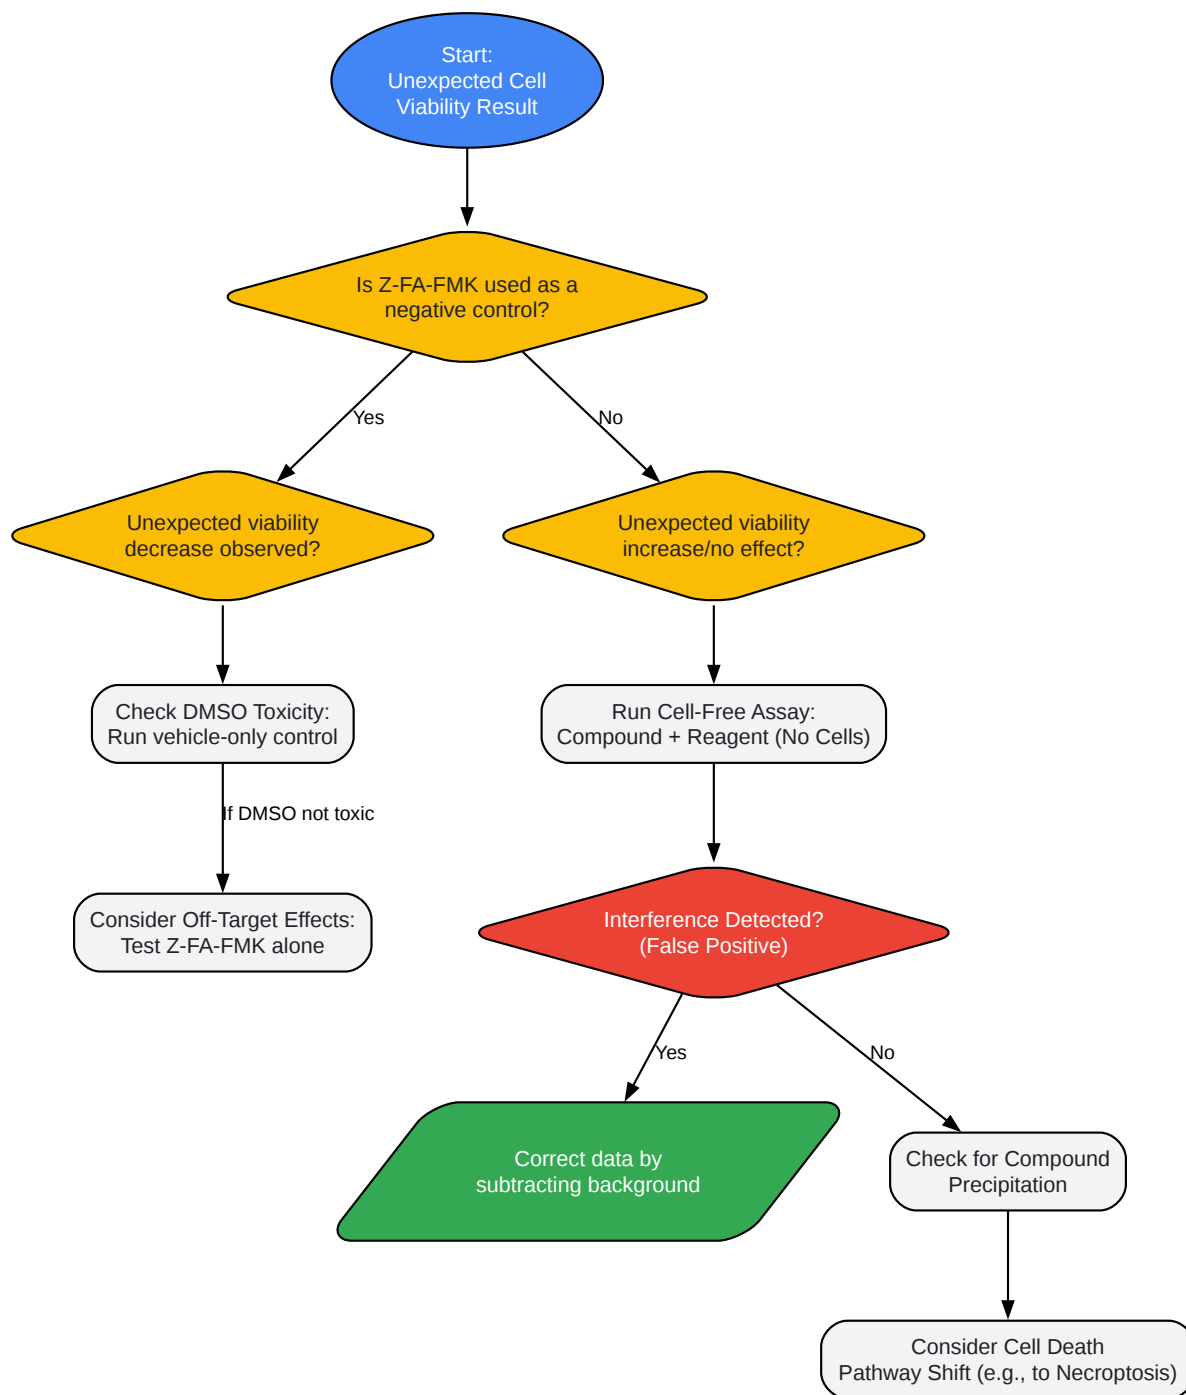 Start:
Unexpected Cell
Viability Result
Is Z-FA-FMK used as a
negative control?
Yes
No
Unexpected viability
decrease observed?
Unexpected viability
increase/no effect?
Check DMSO Toxicity:
Run vehicle-only control
Run Cell-Free Assay:
Compound + Reagent (No Cells)
If DMSO not toxic
Consider Off-Target Effects:
Test Z-FA-FMK alone
Interference Detected?
(False Positive)
Yes
No
Correct data by
subtracting background
Check for Compound
Precipitation
Consider Cell Death
Pathway Shift (e.g., to Necroptosis)